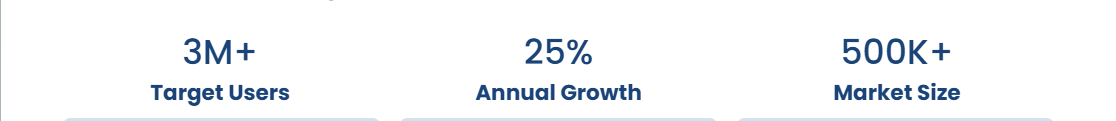 3M+ 25% 500K+
Target Users Annual Growth Market Size